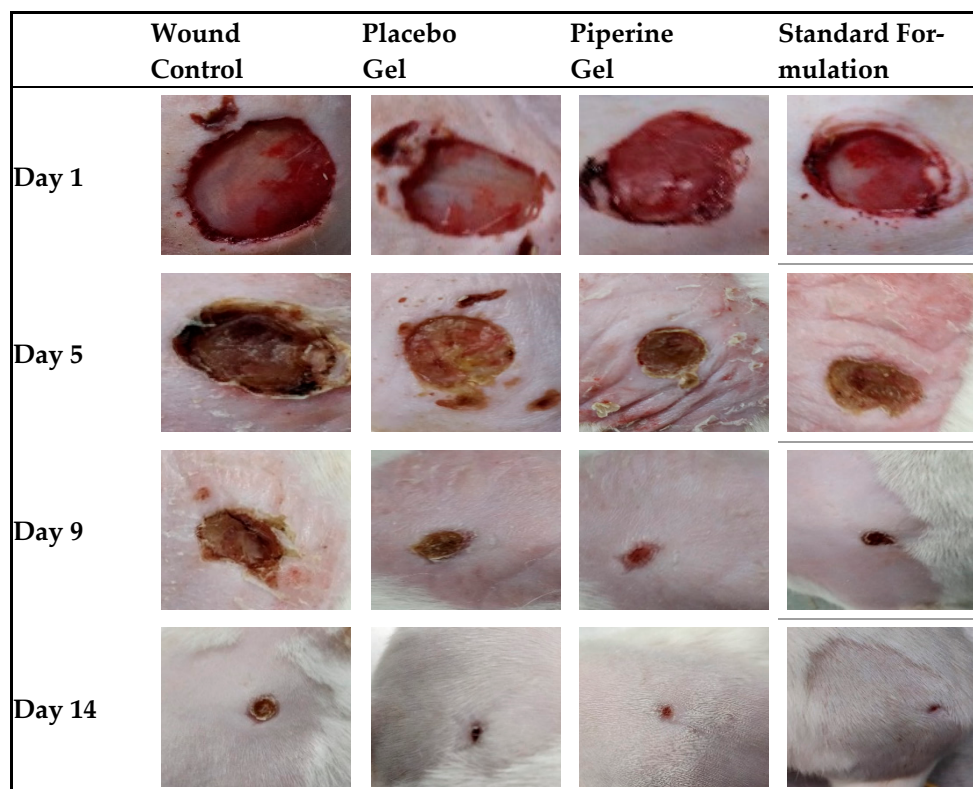 Wound Placebo Piperine Standard For-
Control Gel Gel mulation
Day 1
Day 5
Day 9
Day 14